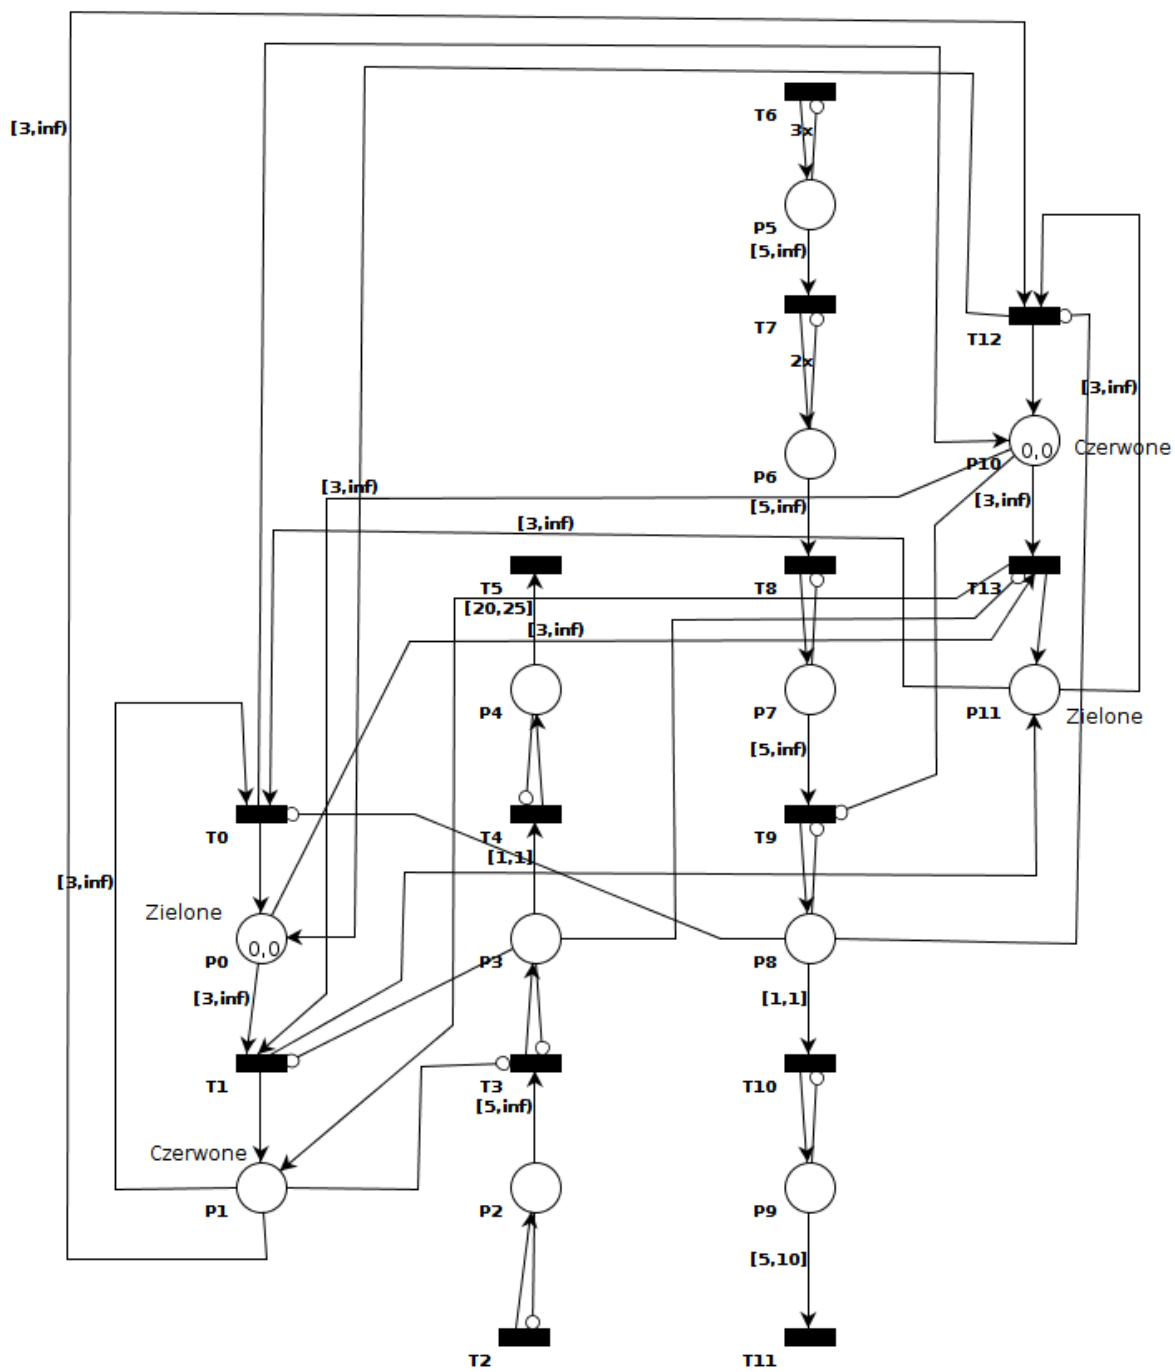 T6
[3,inf)
3x
P5
[5,inf)
T7
T12
2x
[3,inf)
Czerwone
0,0
P10
P6
[3,inf)
[3,inf)
[5,inf)
[3,inf)
T5
T8
T13
[20,25]
[3,inf)
P4
P7
P11
Zielone
[5,inf)
T0
T4
T9
[1,1]
[3,inf)
Zielone
0,0
P0
P3
P8
[3,inf)
[1,1]
T1
T3
T10
[5,inf)
Czerwone
P1
P2
P9
[5,10]
T2
T11